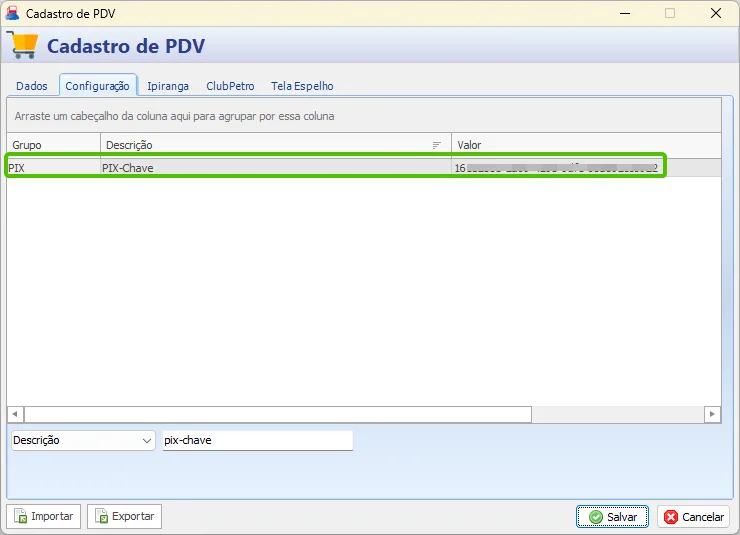 Cadastro de PDV
Cadastro de PDV
Dados Configuração Ipiranga ClubPetro Tela Espelho
Arraste um cabeçalho da coluna aqui para agrupar por essa coluna
Grupo Descrição Valor
PIX PIX-Chave
Descrição pix-chave
Importar Exportar Salvar Cancelar